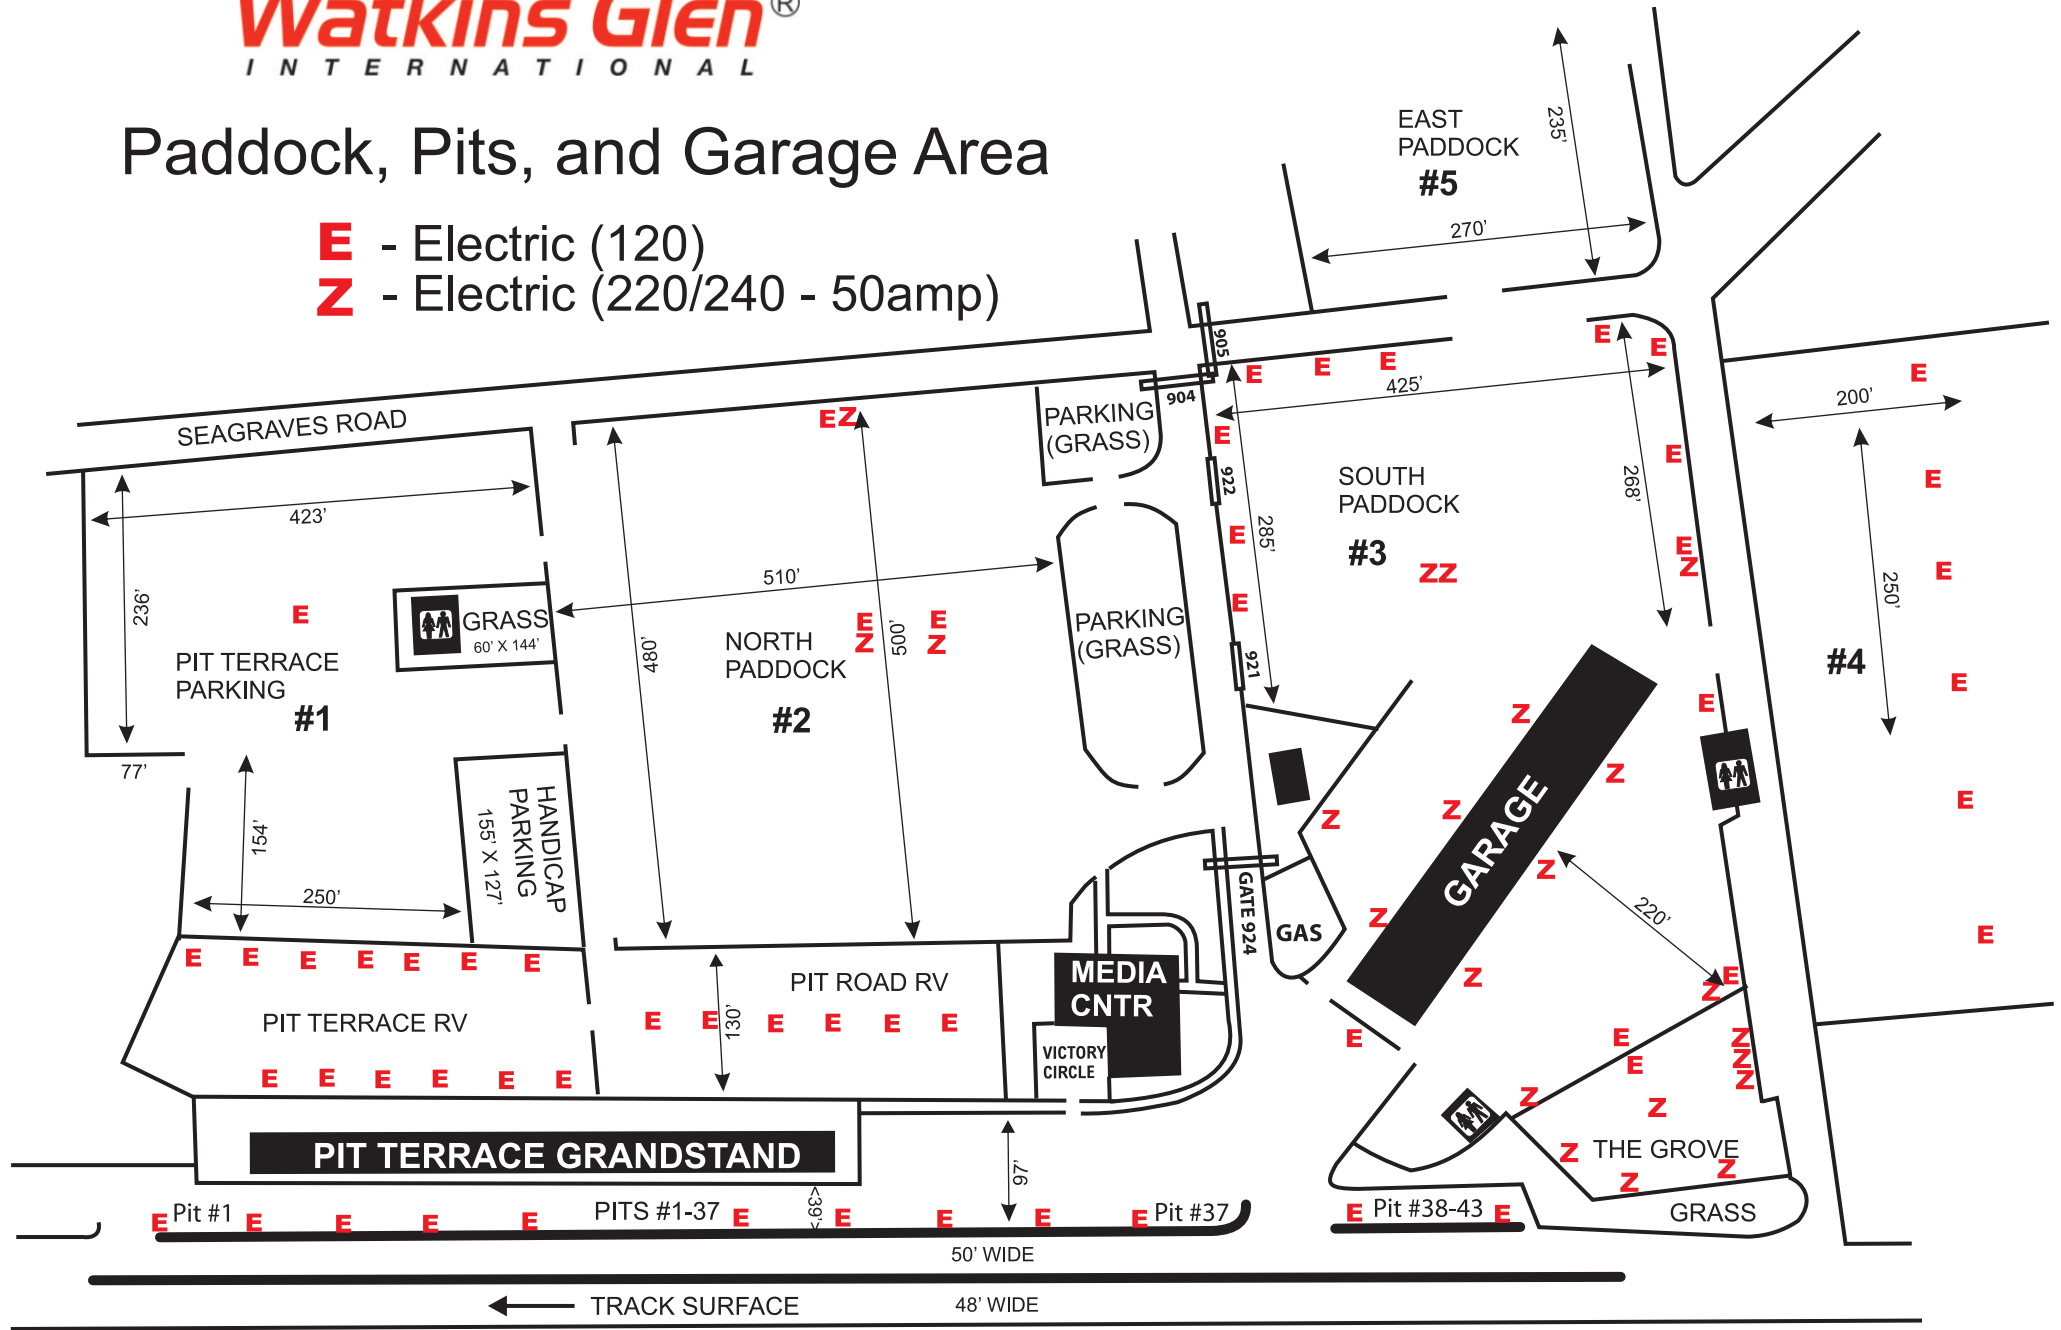 Watkins Glen®
INTERNATIONAL
Paddock, Pits, and Garage Area
E - Electric (120)
Z - Electric (220/240 - 50amp)
EAST
PADDOCK
#5
235'
270'
SEAGRAVES ROAD
423'
236'
E
PIT TERRACE
PARKING
#1
77'
154'
250'
GRASS
60' X 144'
HANDICAP
PARKING
155' X 127'
E Z
480'
510'
500'
E E
Z Z
NORTH
PADDOCK
#2
PARKING
(GRASS)
PARKING
(GRASS)
904
905
922
921
GATE 924
E E E E E
425'
E E
SOUTH
PADDOCK
#3
285'
268'
E E
ZZ
E
Z
200'
250'
#4
E
E
E
E
E
E
E
Z Z Z Z Z Z Z
GARAGE
220'
GAS
E
E
Z
E E E E E E E
PIT TERRACE RV
E E E E E E
PIT ROAD RV
E E E E E E
130'
MEDIA
CNTR
VICTORY
CIRCLE
E
E
E
Z
Z
Z
Z
Z
THE GROVE
Z
Z
Z
GRASS
PIT TERRACE GRANDSTAND
97'
<39'>
E Pit #1 E E E E PITS #1-37 E E E E E Pit #37
E Pit #38-43 E
50' WIDE
TRACK SURFACE
48' WIDE